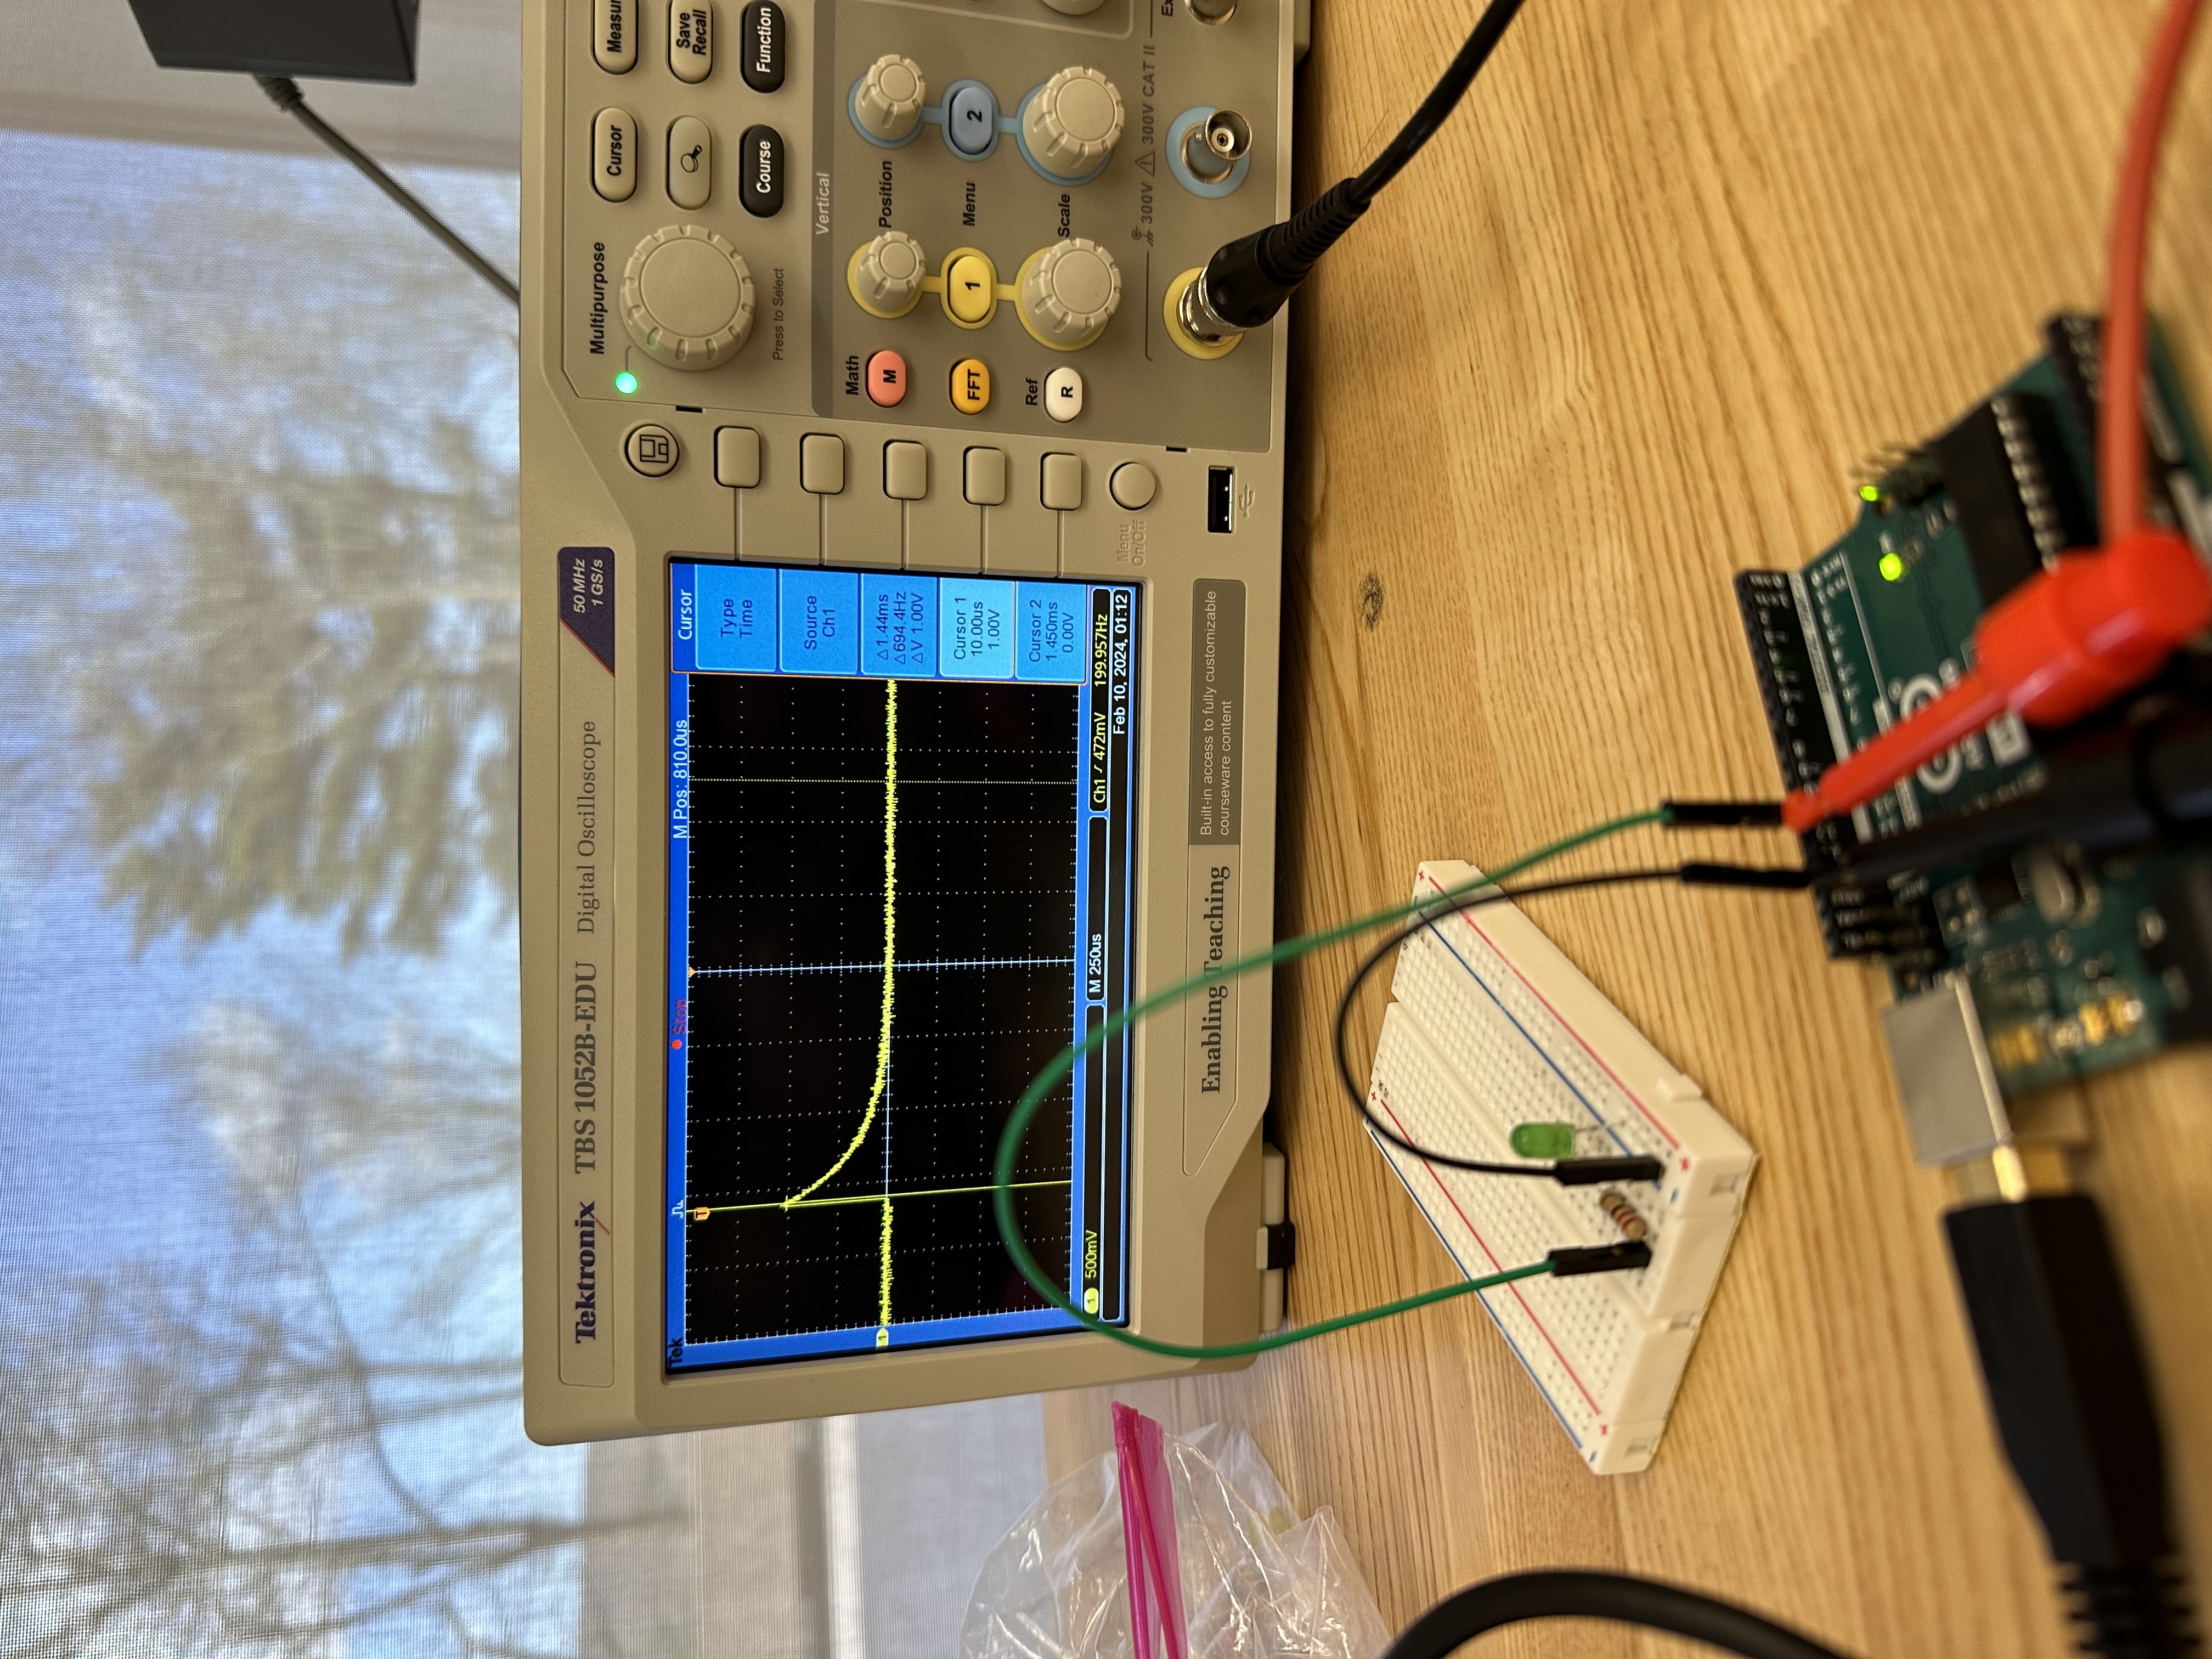 Tektronix TBS 1052B-EDU Digital Oscilloscope
50 MHz
1 GS/s
Tek
Stop
M Pos: 810.0us
T
1
Cursor
Type
Time
Source
Ch1
Δ1.44ms
Δ694.4Hz
ΔV 1.00V
Cursor 1
10.00us
1.00V
Cursor 2
1.450ms
0.00V
1 500mV
M 250us
Ch1 472mV 199.957Hz
Feb 10, 2024, 01:12
Menu
On/Off
Enabling Teaching
Built-in access to fully customizable
courseware content
Multipurpose
Press to Select
Cursor
Measur
Save
Recall
Course
Function
Vertical
Math
M
Position
FFT
1
Menu
2
Ref
R
Scale
300V 300V CAT II
Ex